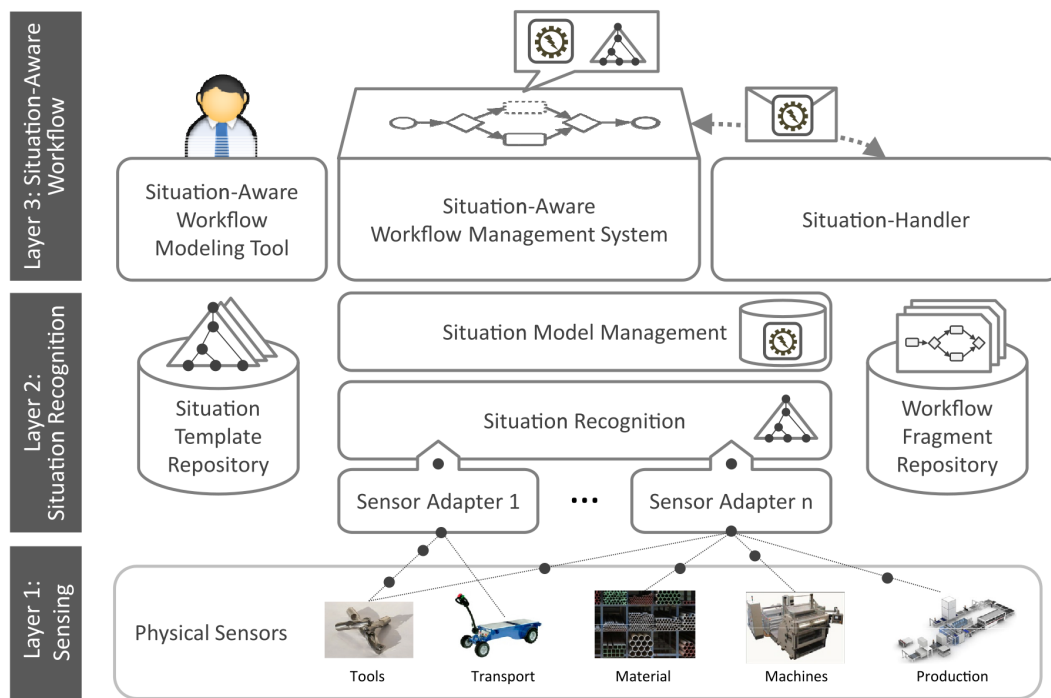 Layer 3: Situation-Aware
Workflow
Situation-Aware
Workflow
Modeling Tool
Situation-Aware
Workflow Management System
Situation-Handler
Layer 2:
Situation Recognition
Situation
Template
Repository
Situation Model Management
Situation Recognition
Workflow
Fragment
Repository
Sensor Adapter 1
...
Sensor Adapter n
Layer 1:
Sensing
Physical Sensors
Tools
Transport
Material
Machines
Production